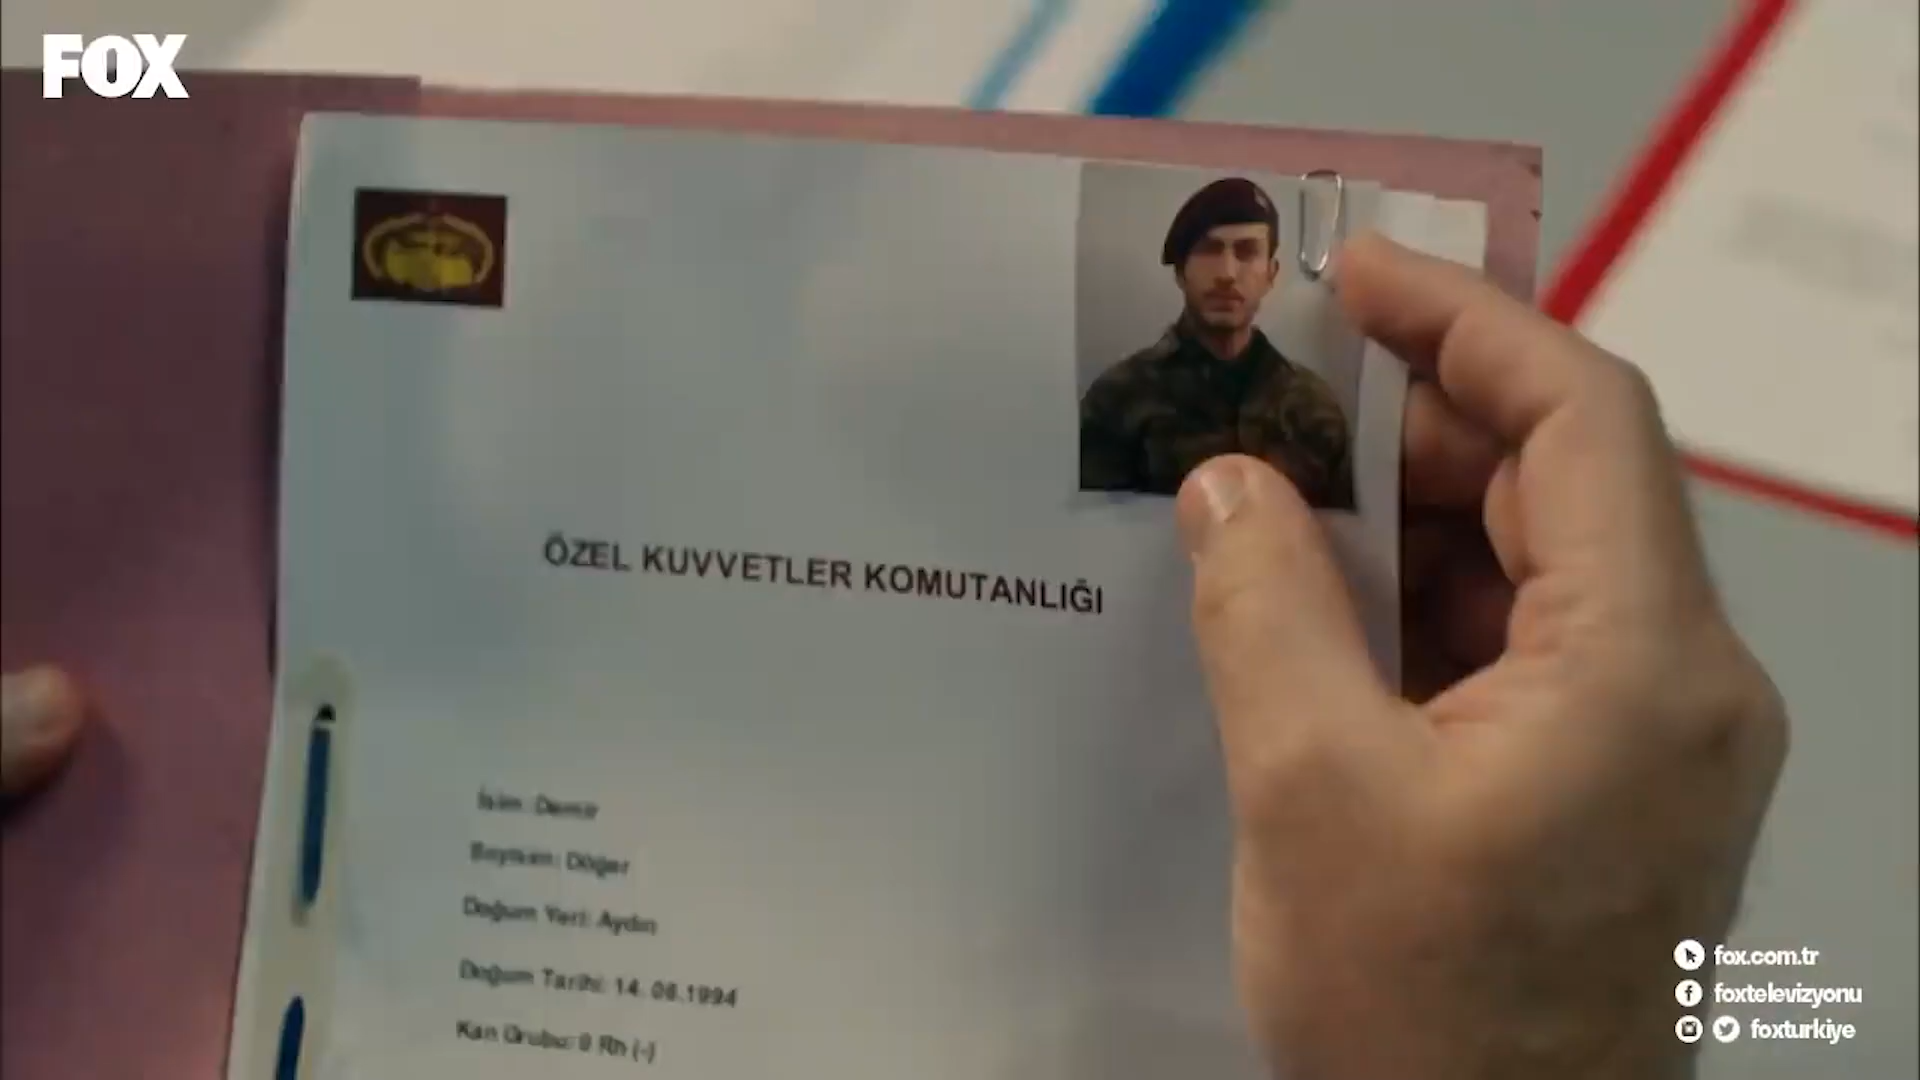 FOX
ÖZEL KUVVETLER KOMUTANLIĞI
İsim: Demir
Soyisim: Döğer
Doğum Yeri: Aydın
Doğum Tarihi: 14. 06.1994
Kan Grubu: 0 Rh (-)
fox.com.tr
foxtelevizyonu
foxturkiye